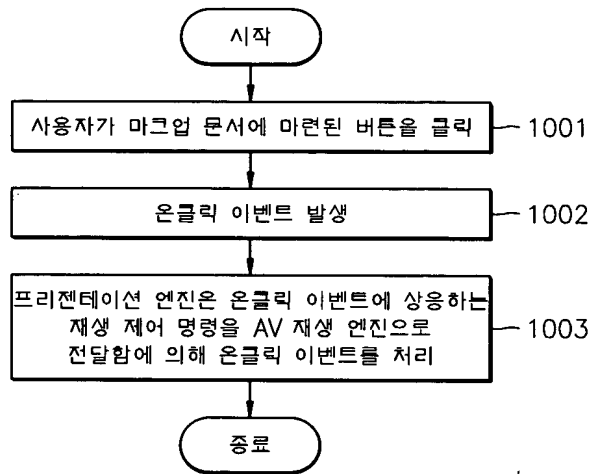 시작
사용자가 마크업 문서에 마련된 버튼을 클릭
1001
온클릭 이벤트 발생
1002
프리젠테이션 엔진은 온클릭 이벤트에 상응하는
재생 제어 명령을 AV 재생 엔진으로
전달함에 의해 온클릭 이벤트를 처리
1003
종료